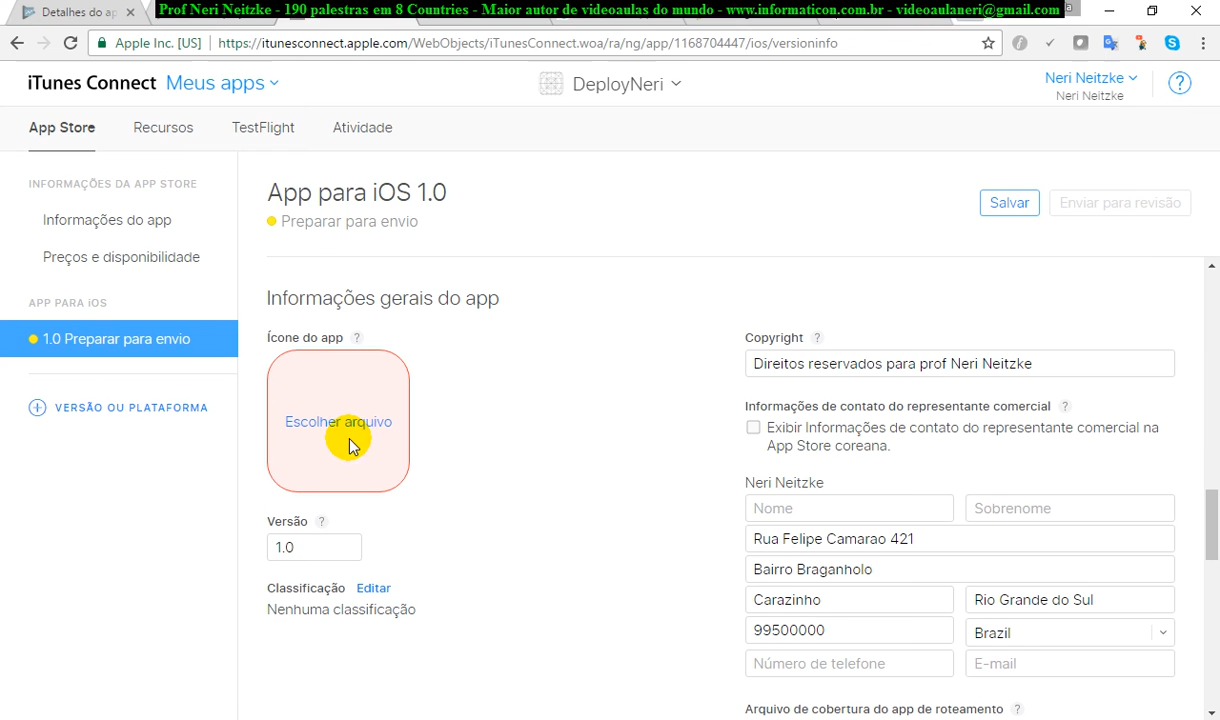 Detalhes do ap
Prof Neri Neitzke - 190 palestras em 8 Countries - Maior autor de videoaulas do mundo - www.informaticon.com.br - videoaulaneri@gmail.com
Apple Inc. [US]
https://itunesconnect.apple.com/WebObjects/iTunesConnect.woa/ra/ng/app/1168704447/ios/versioninfo
iTunes Connect Meus apps
DeployNeri
Neri Neitzke
Neri Neitzke
?
App Store Recursos TestFlight Atividade
INFORMAÇÕES DA APP STORE
Informações do app
Preços e disponibilidade
APP PARA iOS
1.0 Preparar para envio
VERSÃO OU PLATAFORMA
App para iOS 1.0
Preparar para envio
Salvar
Enviar para revisão
Informações gerais do app
Ícone do app ?
Escolher arquivo
Versão ?
1.0
Classificação Editar
Nenhuma classificação
Copyright ?
Direitos reservados para prof Neri Neitzke
Informações de contato do representante comercial ?
Exibir Informações de contato do representante comercial na
App Store coreana.
Neri Neitzke
Nome Sobrenome
Rua Felipe Camarao 421
Bairro Braganholo
Carazinho Rio Grande do Sul
99500000 Brazil
Número de telefone E-mail
Arquivo de cobertura do app de roteamento ?